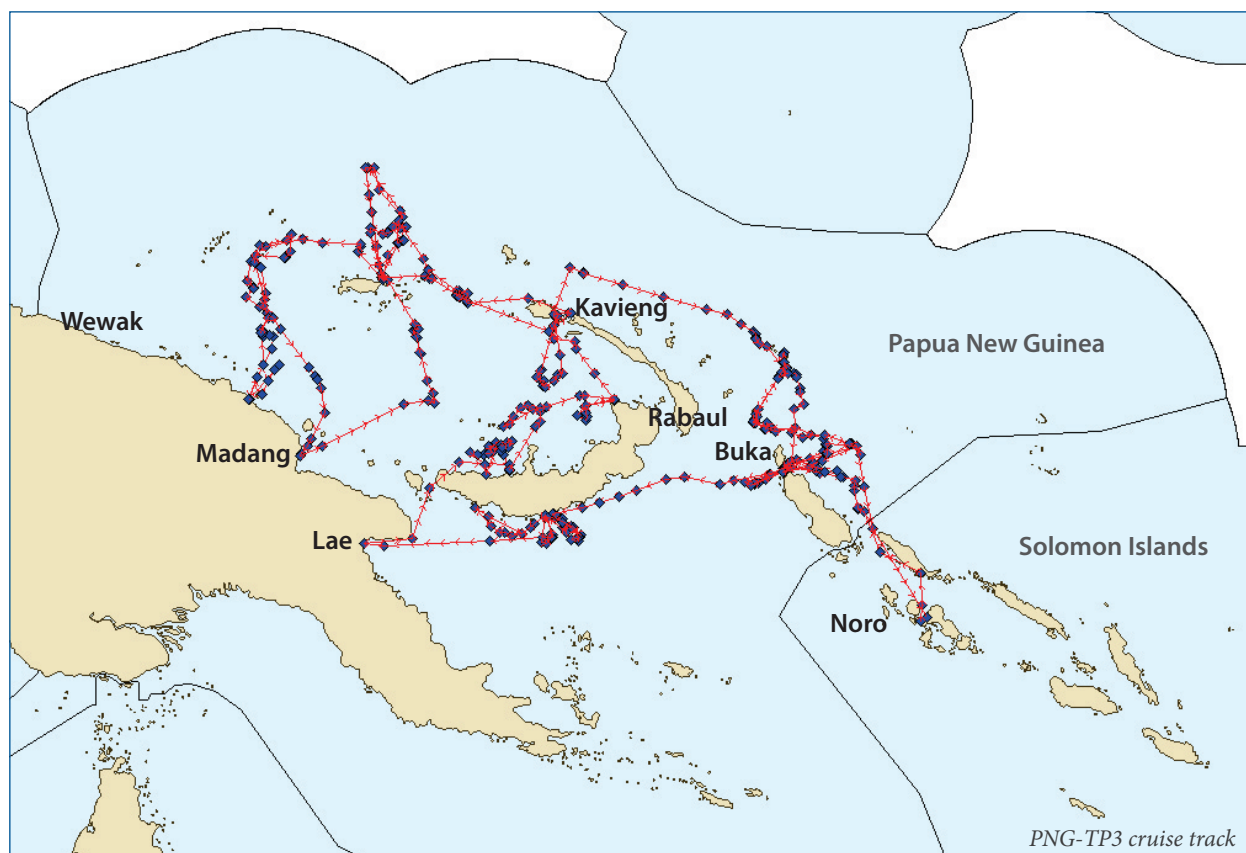 Wewak
Kavieng
Papua New Guinea
Rabaul
Madang
Buka
Lae
Solomon Islands
Noro
PNG-TP3 cruise track